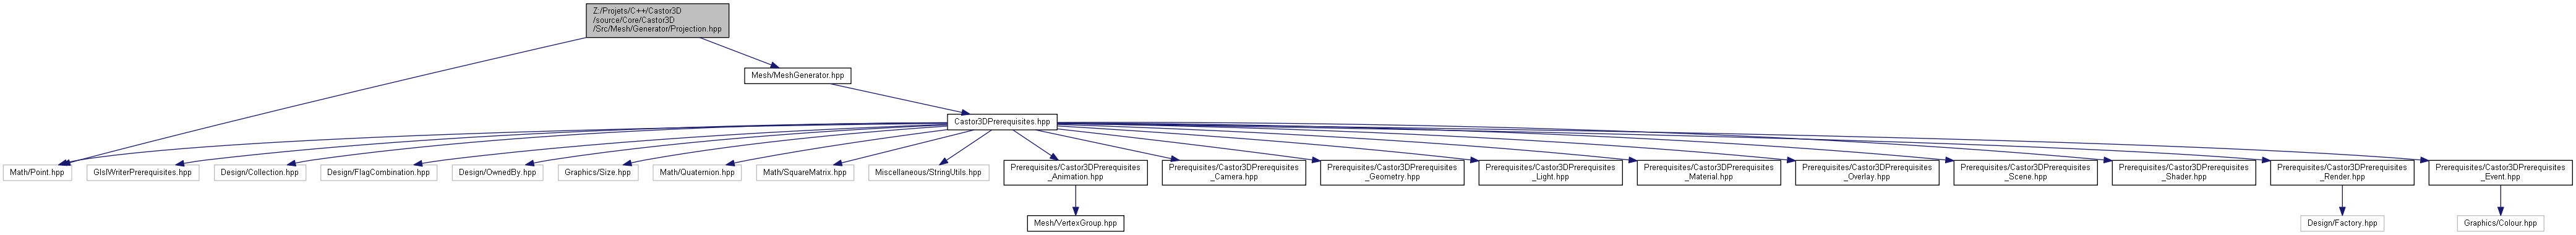 Z:/Projets/C++/Castor3D
/source/Core/Castor3D
/Src/Mesh/Generator/Projection.hpp
Mesh/MeshGenerator.hpp
Castor3DPrerequisites.hpp
Math/Point.hpp
GlslWriterPrerequisites.hpp
Design/Collection.hpp
Design/FlagCombination.hpp
Design/OwnedBy.hpp
Graphics/Size.hpp
Math/Quaternion.hpp
Math/SquareMatrix.hpp
Miscellaneous/StringUtils.hpp
Prerequisites/Castor3DPrerequisites
_Animation.hpp
Prerequisites/Castor3DPrerequisites
_Camera.hpp
Prerequisites/Castor3DPrerequisites
_Geometry.hpp
Prerequisites/Castor3DPrerequisites
_Light.hpp
Prerequisites/Castor3DPrerequisites
_Material.hpp
Prerequisites/Castor3DPrerequisites
_Overlay.hpp
Prerequisites/Castor3DPrerequisites
_Scene.hpp
Prerequisites/Castor3DPrerequisites
_Shader.hpp
Prerequisites/Castor3DPrerequisites
_Render.hpp
Prerequisites/Castor3DPrerequisites
_Event.hpp
Mesh/VertexGroup.hpp
Design/Factory.hpp
Graphics/Colour.hpp